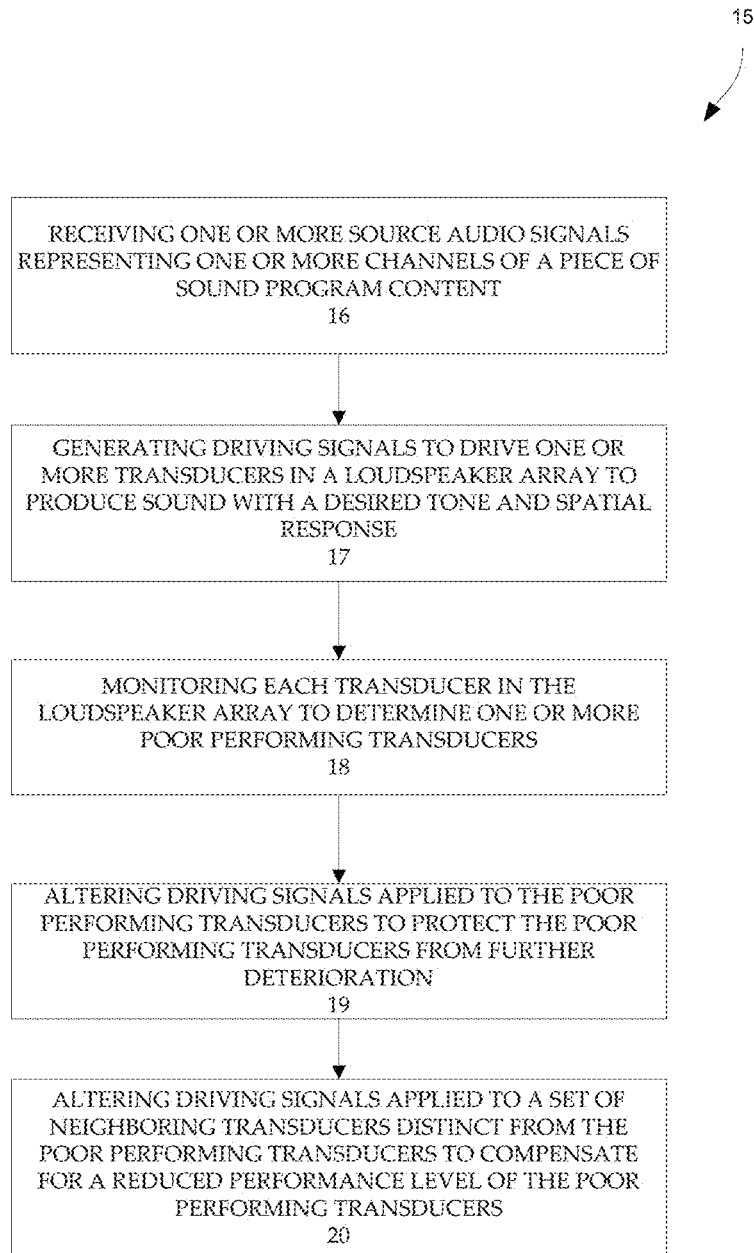 15
RECEIVING ONE OR MORE SOURCE AUDIO SIGNALS
REPRESENTING ONE OR MORE CHANNELS OF A PIECE OF
SOUND PROGRAM CONTENT
16
GENERATING DRIVING SIGNALS TO DRIVE ONE OR
MORE TRANSDUCERS IN A LOUDSPEAKER ARRAY TO
PRODUCE SOUND WITH A DESIRED TONE AND SPATIAL
RESPONSE
17
MONITORING EACH TRANSDUCER IN THE
LOUDSPEAKER ARRAY TO DETERMINE ONE OR MORE
POOR PERFORMING TRANSDUCERS
18
ALTERING DRIVING SIGNALS APPLIED TO THE POOR
PERFORMING TRANSDUCERS TO PROTECT THE POOR
PERFORMING TRANSDUCERS FROM FURTHER
DETERIORATION
19
ALTERING DRIVING SIGNALS APPLIED TO A SET OF
NEIGHBORING TRANSDUCERS DISTINCT FROM THE
POOR PERFORMING TRANSDUCERS TO COMPENSATE
FOR A REDUCED PERFORMANCE LEVEL OF THE POOR
PERFORMING TRANSDUCERS
20